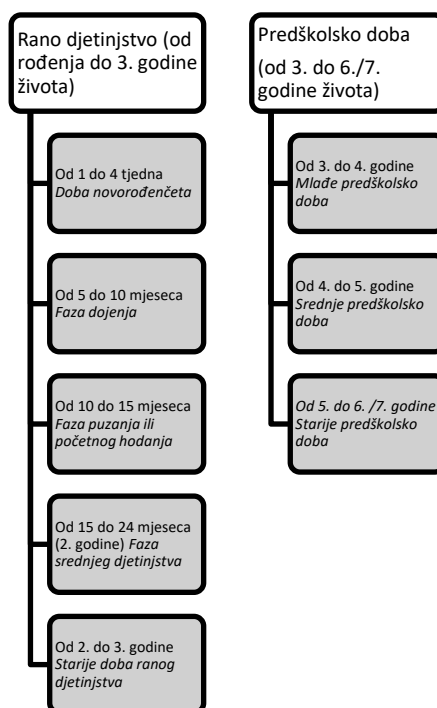 Rano djetinjstvo (od
rođenja do 3. godine
života)
Od 1 do 4 tjedna
Doba novorođenčeta
Od 5 do 10 mjeseca
Faza dojenja
Od 10 do 15 mjeseca
Faza puzanja ili
početnog hodanja
Od 15 do 24 mjeseca
(2. godine) Faza
srednjeg djetinjstva
Od 2. do 3. godine
Starije doba ranog
djetinjstva
Predškolsko doba
(od 3. do 6./7.
godine života)
Od 3. do 4. godine
Mlađe predškolsko
doba
Od 4. do 5. godine
Srednje predškolsko
doba
Od 5. do 6. /7. godine
Starije predškolsko
doba